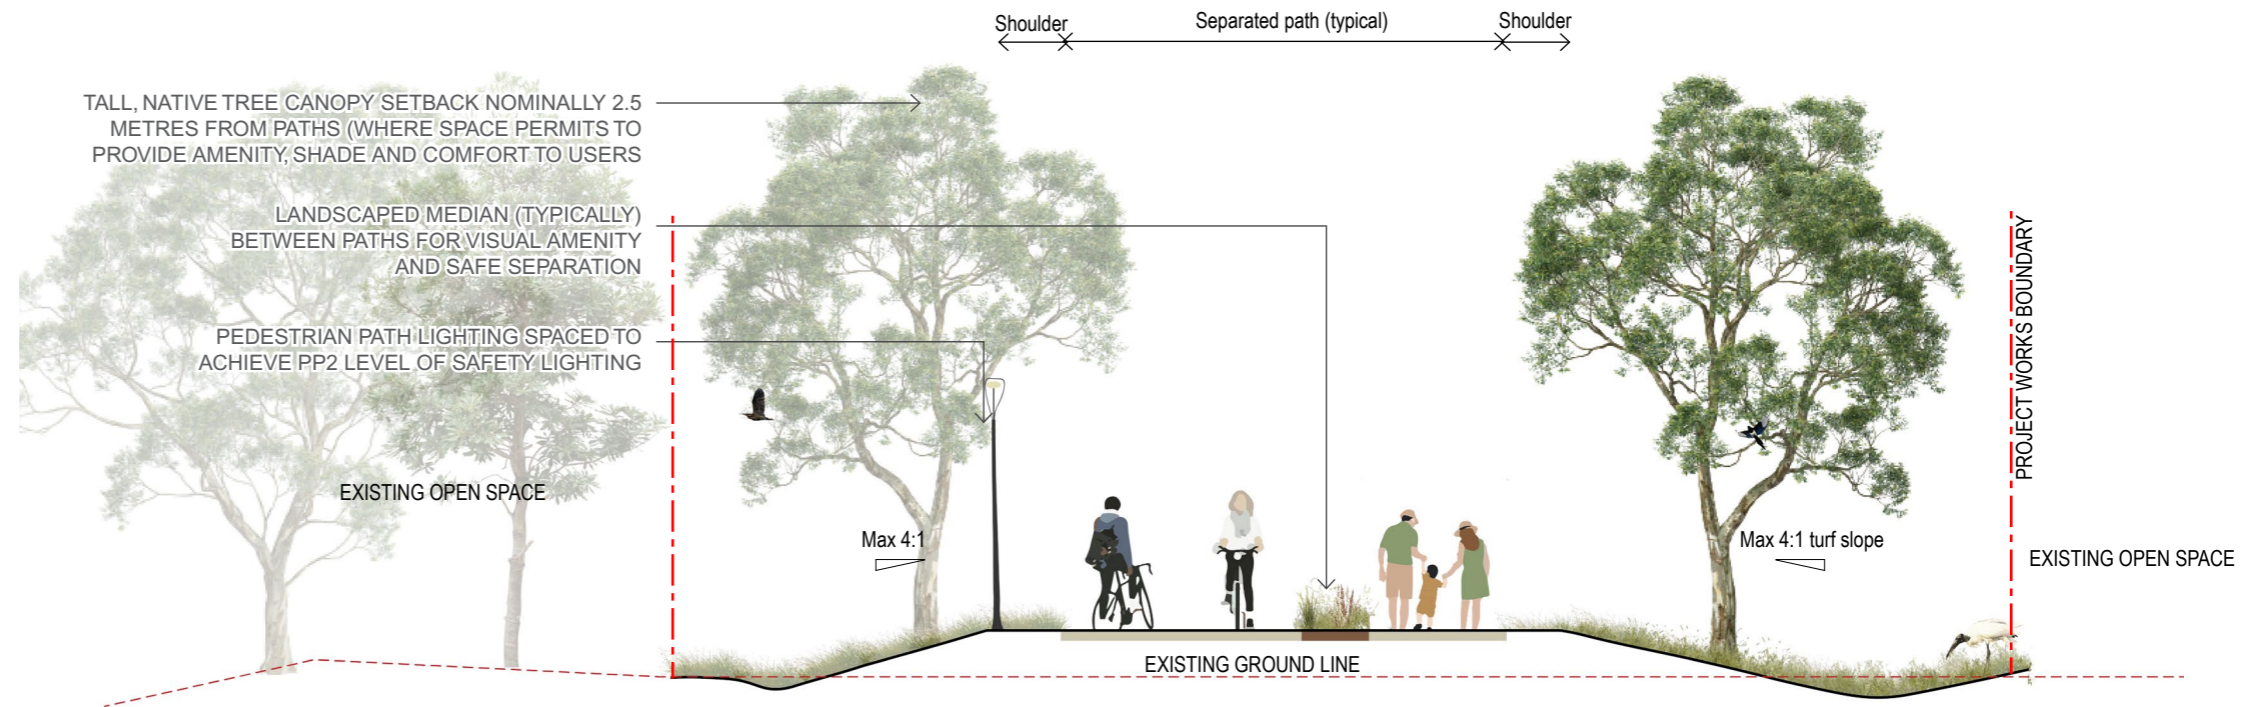 Shoulder
Separated path (typical)
Shoulder
TALL, NATIVE TREE CANOPY SETBACK NOMINALLY 2.5
METRES FROM PATHS (WHERE SPACE PERMITS TO
PROVIDE AMENITY, SHADE AND COMFORT TO USERS
LANDSCAPED MEDIAN (TYPICALLY)
BETWEEN PATHS FOR VISUAL AMENITY
AND SAFE SEPARATION
PEDESTRIAN PATH LIGHTING SPACED TO
ACHIEVE PP2 LEVEL OF SAFETY LIGHTING
EXISTING OPEN SPACE
Max 4:1
Max 4:1 turf slope
PROJECT WORKS BOUNDARY
EXISTING OPEN SPACE
EXISTING GROUND LINE